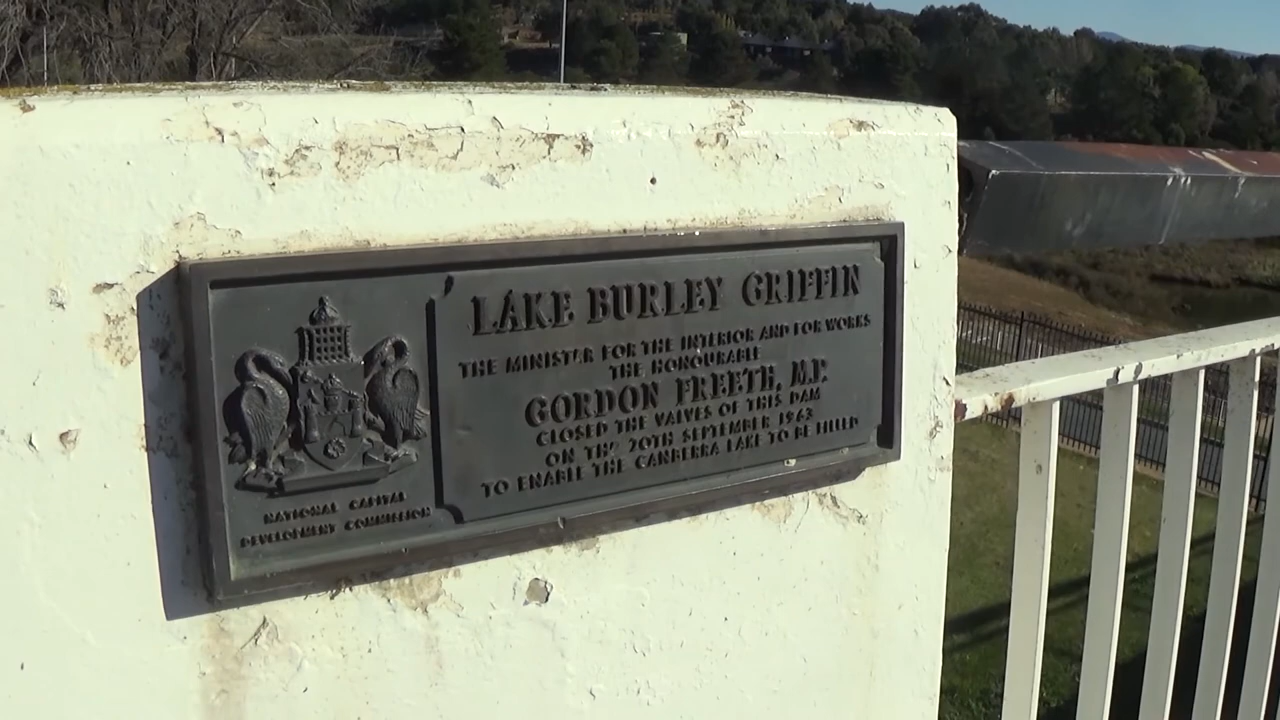 LAKE BURLEY GRIFFIN
THE MINISTER FOR THE INTERIOR AND FOR WORKS
THE HONOURABLE
GORDON FREETH, M.P.
CLOSED THE VALVES OF THIS DAM
ON THE 20TH SEPTEMBER 1963
TO ENABLE THE CANBERRA LAKE TO BE FILLED
NATIONAL CAPITAL
DEVELOPMENT COMMISSION